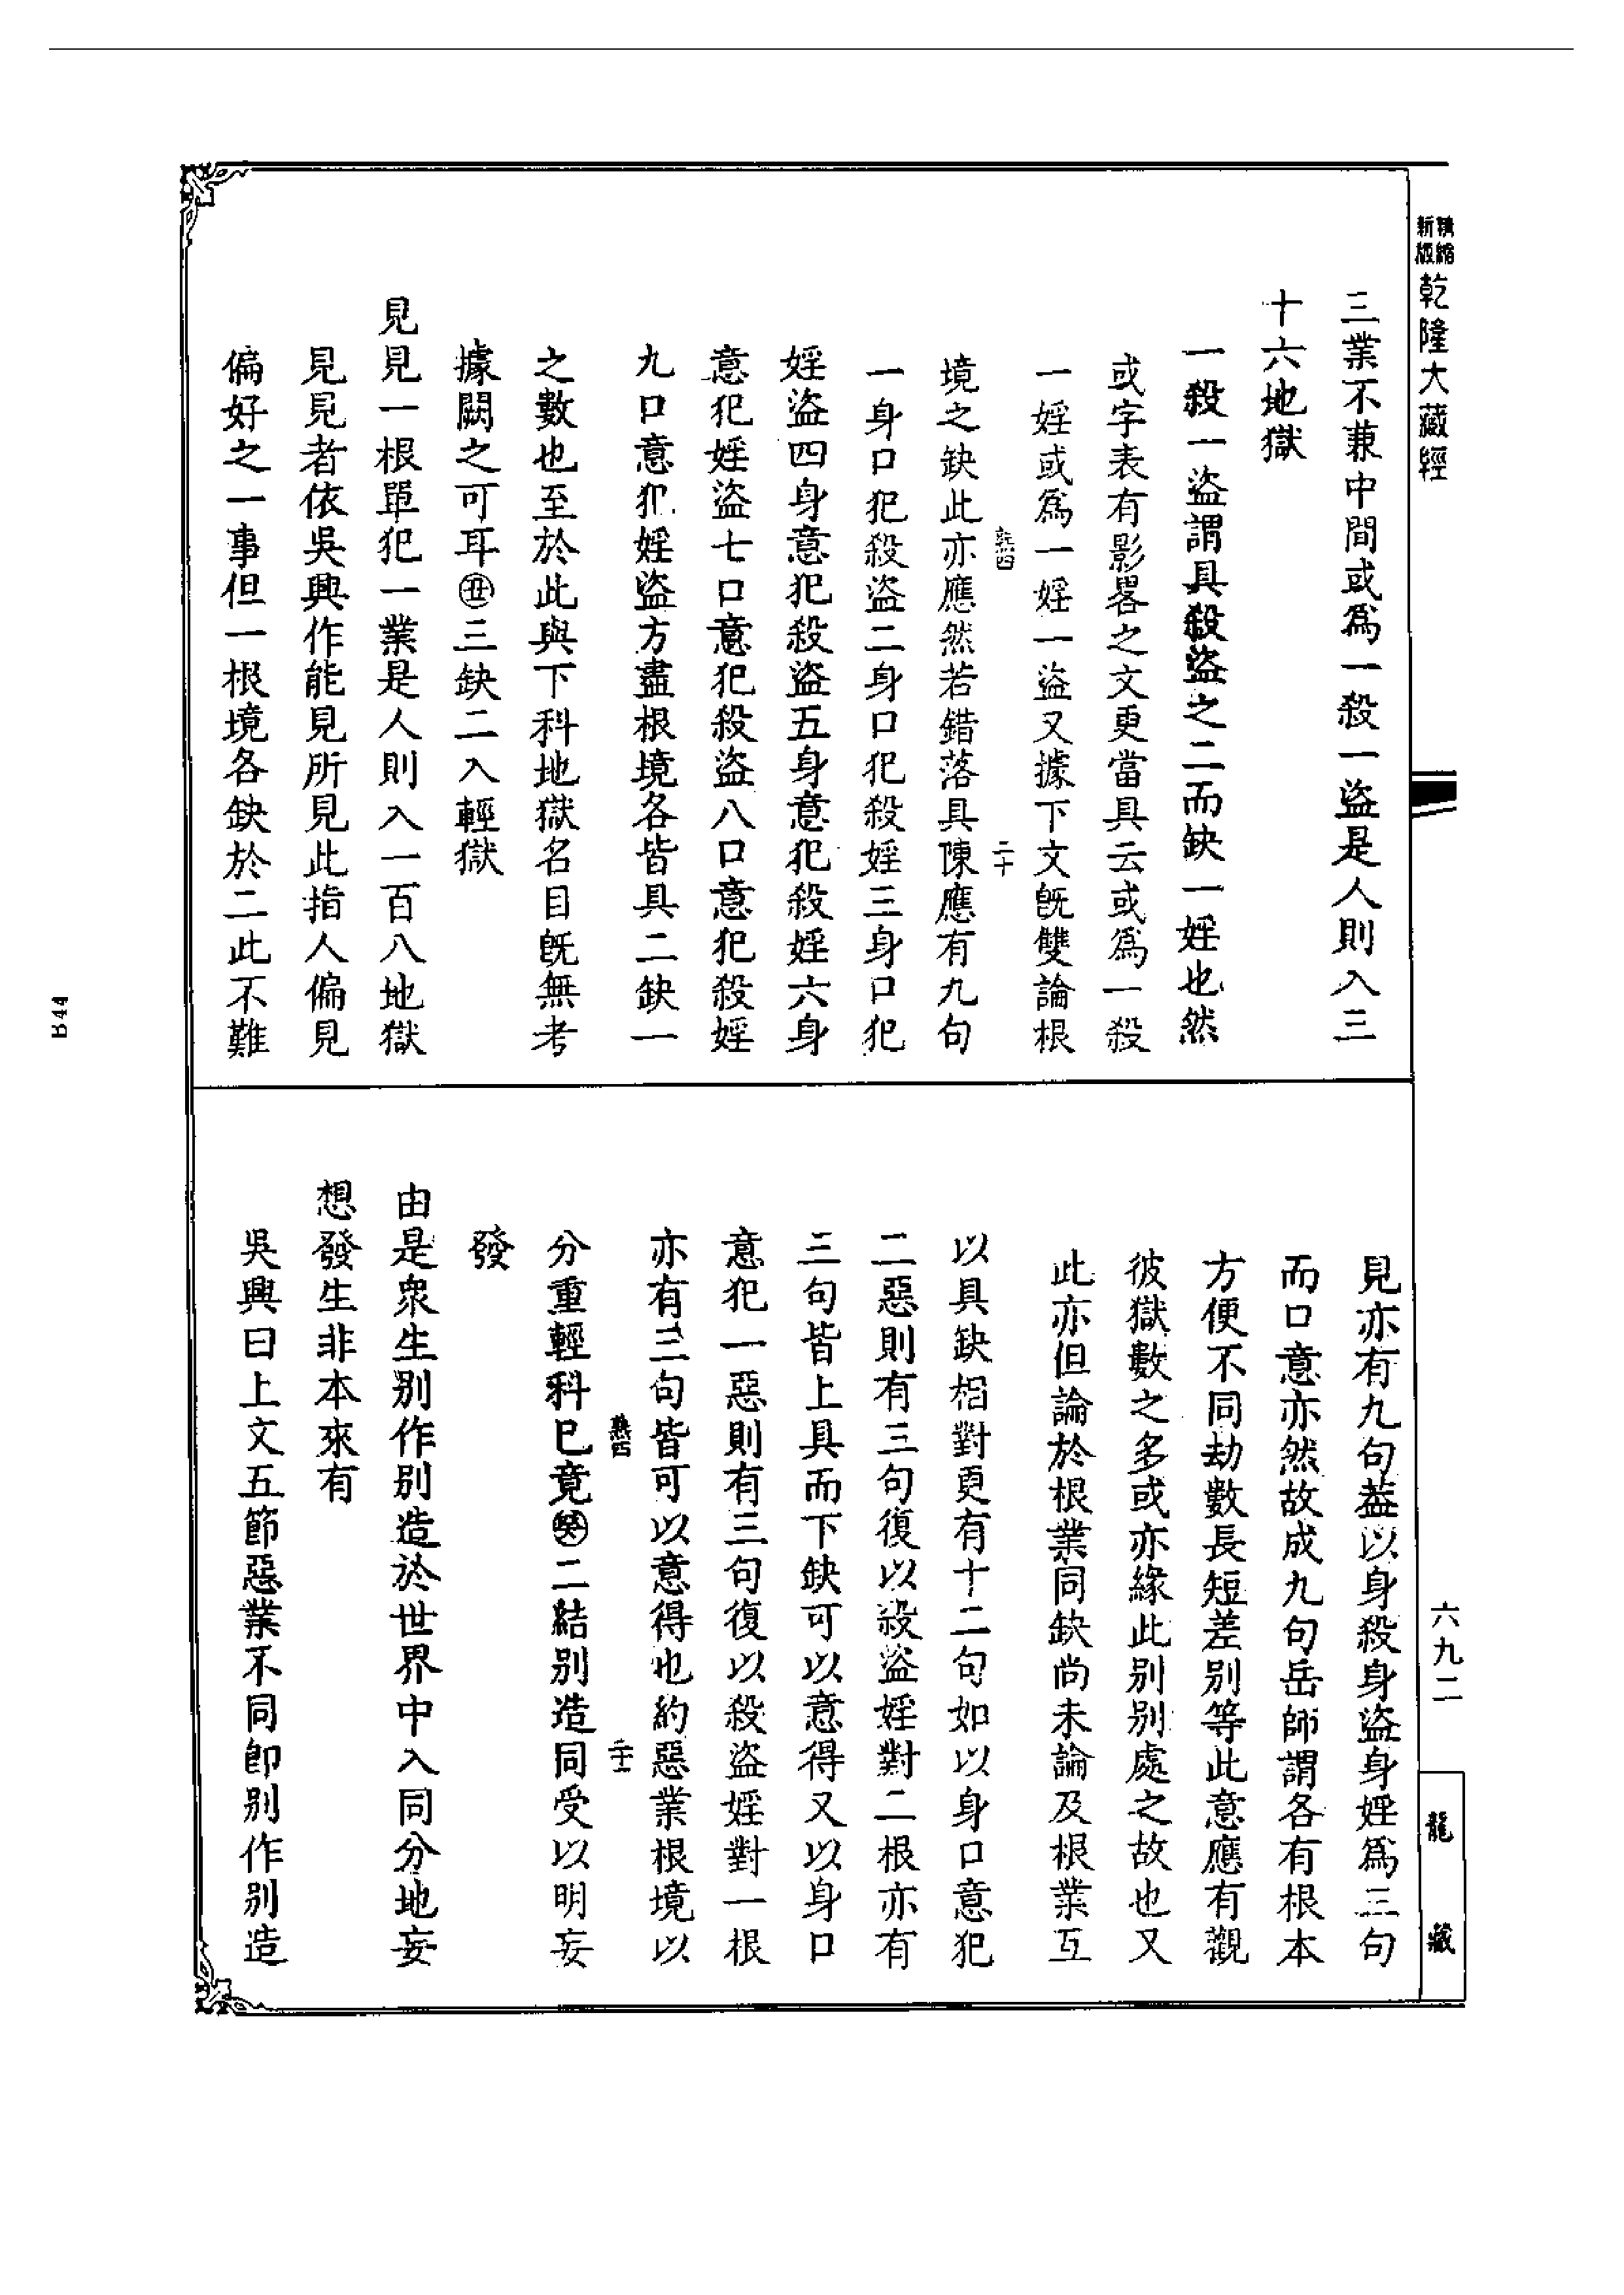 精縮
新版
乾隆大藏經
三業不兼中間或爲一殺一盜是人則入三
十六地獄
一殺一盜謂具殺盜之二而缺一婬也然
或字表有影畧之文更當具云或爲一殺
一婬或爲一婬一盜又據下文旣雙論根
境之缺此亦應然若錯落具陳應有九句
熟四
二十
一身口犯殺盜二身口犯殺婬三身口犯
婬盜四身意犯殺盜五身意犯殺婬六身
意犯婬盜七口意犯殺盜八口意犯殺婬
九口意犯婬盜方盡根境各皆具二缺一
之數也至於此與下科地獄名目旣無考
據闕之可耳㊄三缺二入輕獄
見見一根單犯一業是人則入一百八地獄
見見者依吳興作能見所見此指人偏見
偏好之一事但一根境各缺於二此不難
見亦有九句葢以身殺身盜身婬爲三句
而口意亦然故成九句岳師謂各有根本
方便不同劫數長短差別等此意應有觀
彼獄數之多或亦緣此別別處之故也又
此亦但論於根業同缺尚未論及根業互
以具缺相對更有十二句如以身口意犯
二惡則有三句復以殺盜婬對二根亦有
三句皆上具而下缺可以意得又以身口
意犯一惡則有三句復以殺盜婬對一根
亦有三句皆可以意得也約惡業根境以
熟四
二十一
分重輕科巳竟㊋二結別造同受以明妄
發
由是衆生別作別造於世界中入同分地妄
想發生非本來有
吳興曰上文五節惡業不同卽別作別造
六九二
龍藏
B44